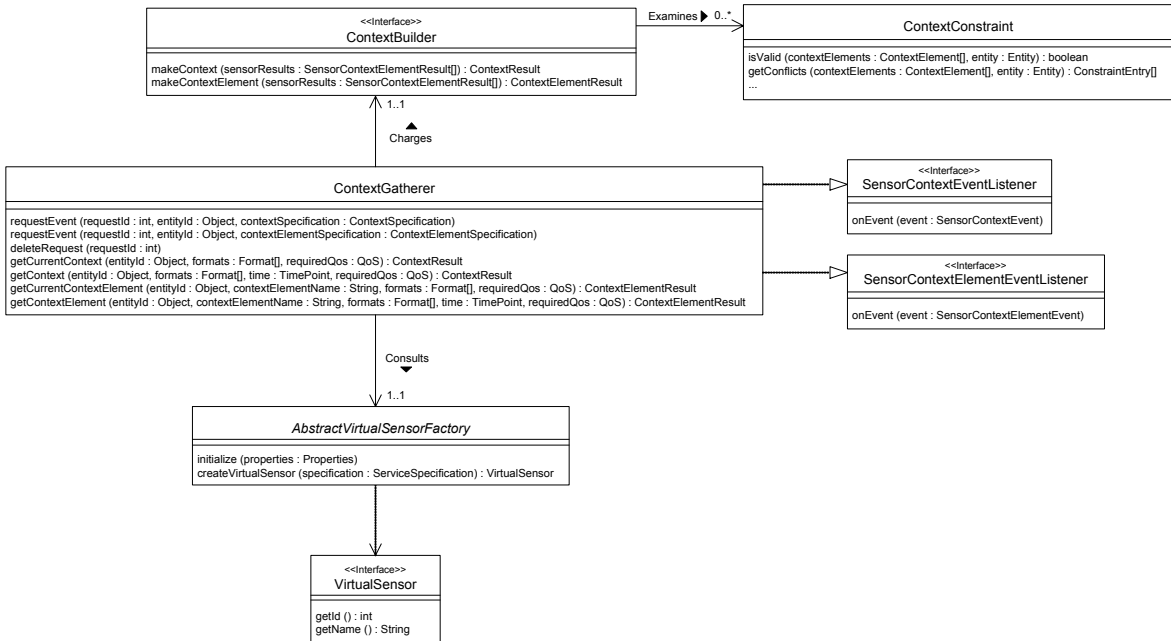 <<Interface>>
ContextBuilder
makeContext (sensorResults : SensorContextElementResult[]) : ContextResult
makeContextElement (sensorResults : SensorContextElementResult[]) : ContextElementResult
Examines 0..*
ContextConstraint
isValid (contextElements : ContextElement[], entity : Entity) : boolean
getConflicts (contextElements : ContextElement[], entity : Entity) : ConstraintEntry[]
...
1..1
Charges
ContextGatherer
requestEvent (requestId : int, entityId : Object, contextSpecification : ContextSpecification)
requestEvent (requestId : int, entityId : Object, contextElementSpecification : ContextElementSpecification)
deleteRequest (requestId : int)
getCurrentContext (entityId : Object, formats : Format[], requiredQos : QoS) : ContextResult
getContext (entityId : Object, formats : Format[], time : TimePoint, requiredQos : QoS) : ContextResult
getCurrentContextElement (entityId : Object, contextElementName : String, formats : Format[], requiredQos : QoS) : ContextElementResult
getContextElement (entityId : Object, contextElementName : String, formats : Format[], time : TimePoint, requiredQos : QoS) : ContextElementResult
<<Interface>>
SensorContextEventListener
onEvent (event : SensorContextEvent)
<<Interface>>
SensorContextElementEventListener
onEvent (event : SensorContextElementEvent)
Consults
1..1
AbstractVirtualSensorFactory
initialize (properties : Properties)
createVirtualSensor (specification : ServiceSpecification) : VirtualSensor
<<Interface>>
VirtualSensor
getId () : int
getName () : String